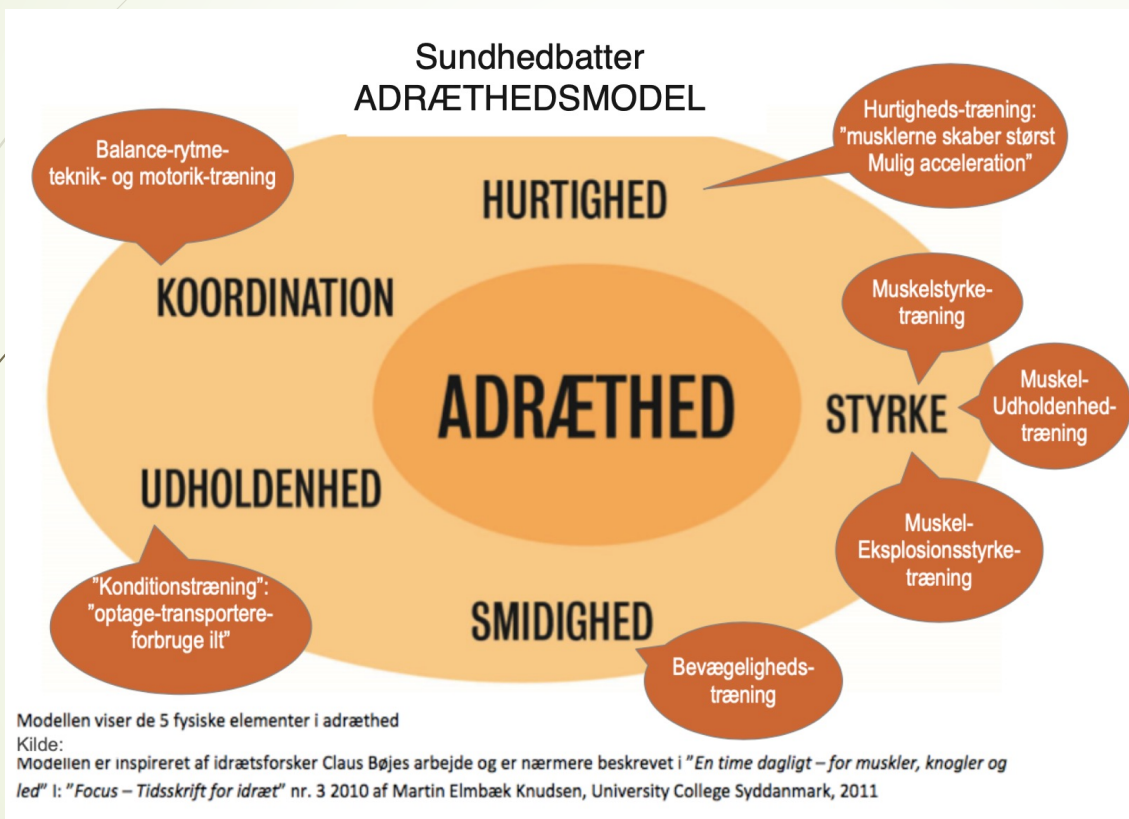 Sundhedbatter
ADRÆTHEDSMODEL
Balance-rytme-
teknik- og motorik-træning
Hurtigheds-træning:
”musklerne skaber størst
Mulig acceleration”
HURTIGHED
KOORDINATION
Muskelstyrke-
træning
ADRÆTHED
STYRKE
Muskel-
Udholdenhed-
træning
UDHOLDENHED
Muskel-
Eksplosionsstyrke-
træning
”Konditionstræning”:
”optage-transportere-
forbruge ilt”
SMIDIGHED
Bevægeligheds-
træning
Modellen viser de 5 fysiske elementer i adræthed
Kilde:
Modellen er inspireret af idrætsforsker Claus Bøjes arbejde og er nærmere beskrevet i ”En time dagligt – for muskler, knogler og
led” I: ”Focus – Tidsskrift for idræt” nr. 3 2010 af Martin Elmbæk Knudsen, University College Syddanmark, 2011